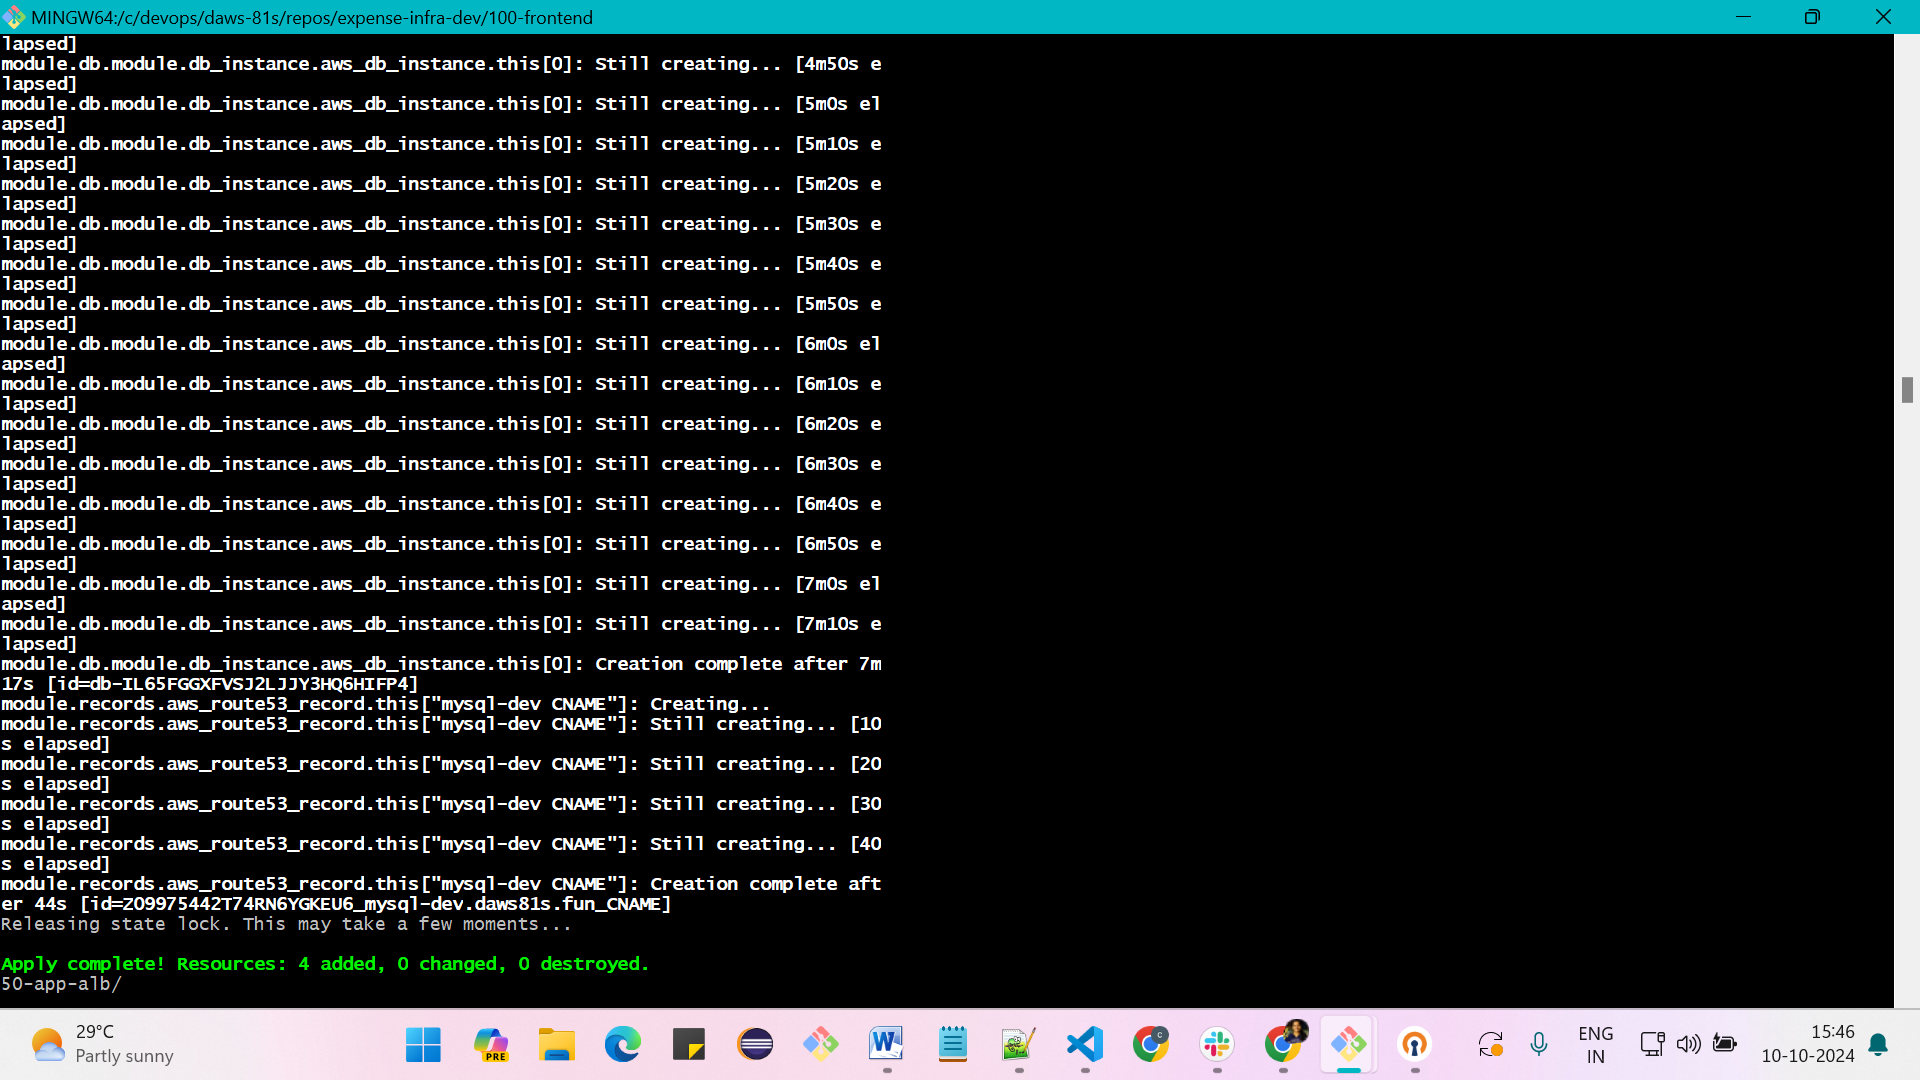 MINGW64:/c/devops/daws-81s/repos/expense-infra-dev/100-frontend
lapsed]
module.db.module.db_instance.aws_db_instance.this[0]: Still creating... [4m50s e
lapsed]
module.db.module.db_instance.aws_db_instance.this[0]: Still creating... [5m0s el
apsed]
module.db.module.db_instance.aws_db_instance.this[0]: Still creating... [5m10s e
lapsed]
module.db.module.db_instance.aws_db_instance.this[0]: Still creating... [5m20s e
lapsed]
module.db.module.db_instance.aws_db_instance.this[0]: Still creating... [5m30s e
lapsed]
module.db.module.db_instance.aws_db_instance.this[0]: Still creating... [5m40s e
lapsed]
module.db.module.db_instance.aws_db_instance.this[0]: Still creating... [5m50s e
lapsed]
module.db.module.db_instance.aws_db_instance.this[0]: Still creating... [6m0s el
apsed]
module.db.module.db_instance.aws_db_instance.this[0]: Still creating... [6m10s e
lapsed]
module.db.module.db_instance.aws_db_instance.this[0]: Still creating... [6m20s e
lapsed]
module.db.module.db_instance.aws_db_instance.this[0]: Still creating... [6m30s e
lapsed]
module.db.module.db_instance.aws_db_instance.this[0]: Still creating... [6m40s e
lapsed]
module.db.module.db_instance.aws_db_instance.this[0]: Still creating... [6m50s e
lapsed]
module.db.module.db_instance.aws_db_instance.this[0]: Still creating... [7m0s el
apsed]
module.db.module.db_instance.aws_db_instance.this[0]: Still creating... [7m10s e
lapsed]
module.db.module.db_instance.aws_db_instance.this[0]: Creation complete after 7m
17s [id=db-IL65FGGXFVSJ2LJJY3HQ6HIFP4]
module.records.aws_route53_record.this["mysql-dev CNAME"]: Creating...
module.records.aws_route53_record.this["mysql-dev CNAME"]: Still creating... [10
s elapsed]
module.records.aws_route53_record.this["mysql-dev CNAME"]: Still creating... [20
s elapsed]
module.records.aws_route53_record.this["mysql-dev CNAME"]: Still creating... [30
s elapsed]
module.records.aws_route53_record.this["mysql-dev CNAME"]: Still creating... [40
s elapsed]
module.records.aws_route53_record.this["mysql-dev CNAME"]: Creation complete aft
er 44s [id=Z09975442T74RN6YGKEU6_mysql-dev.daws81s.fun_CNAME]
Releasing state lock. This may take a few moments...
Apply complete! Resources: 4 added, 0 changed, 0 destroyed.
50-app-alb/
29°C
Partly sunny
PRE
W
C
ENG
IN
15:46
10-10-2024